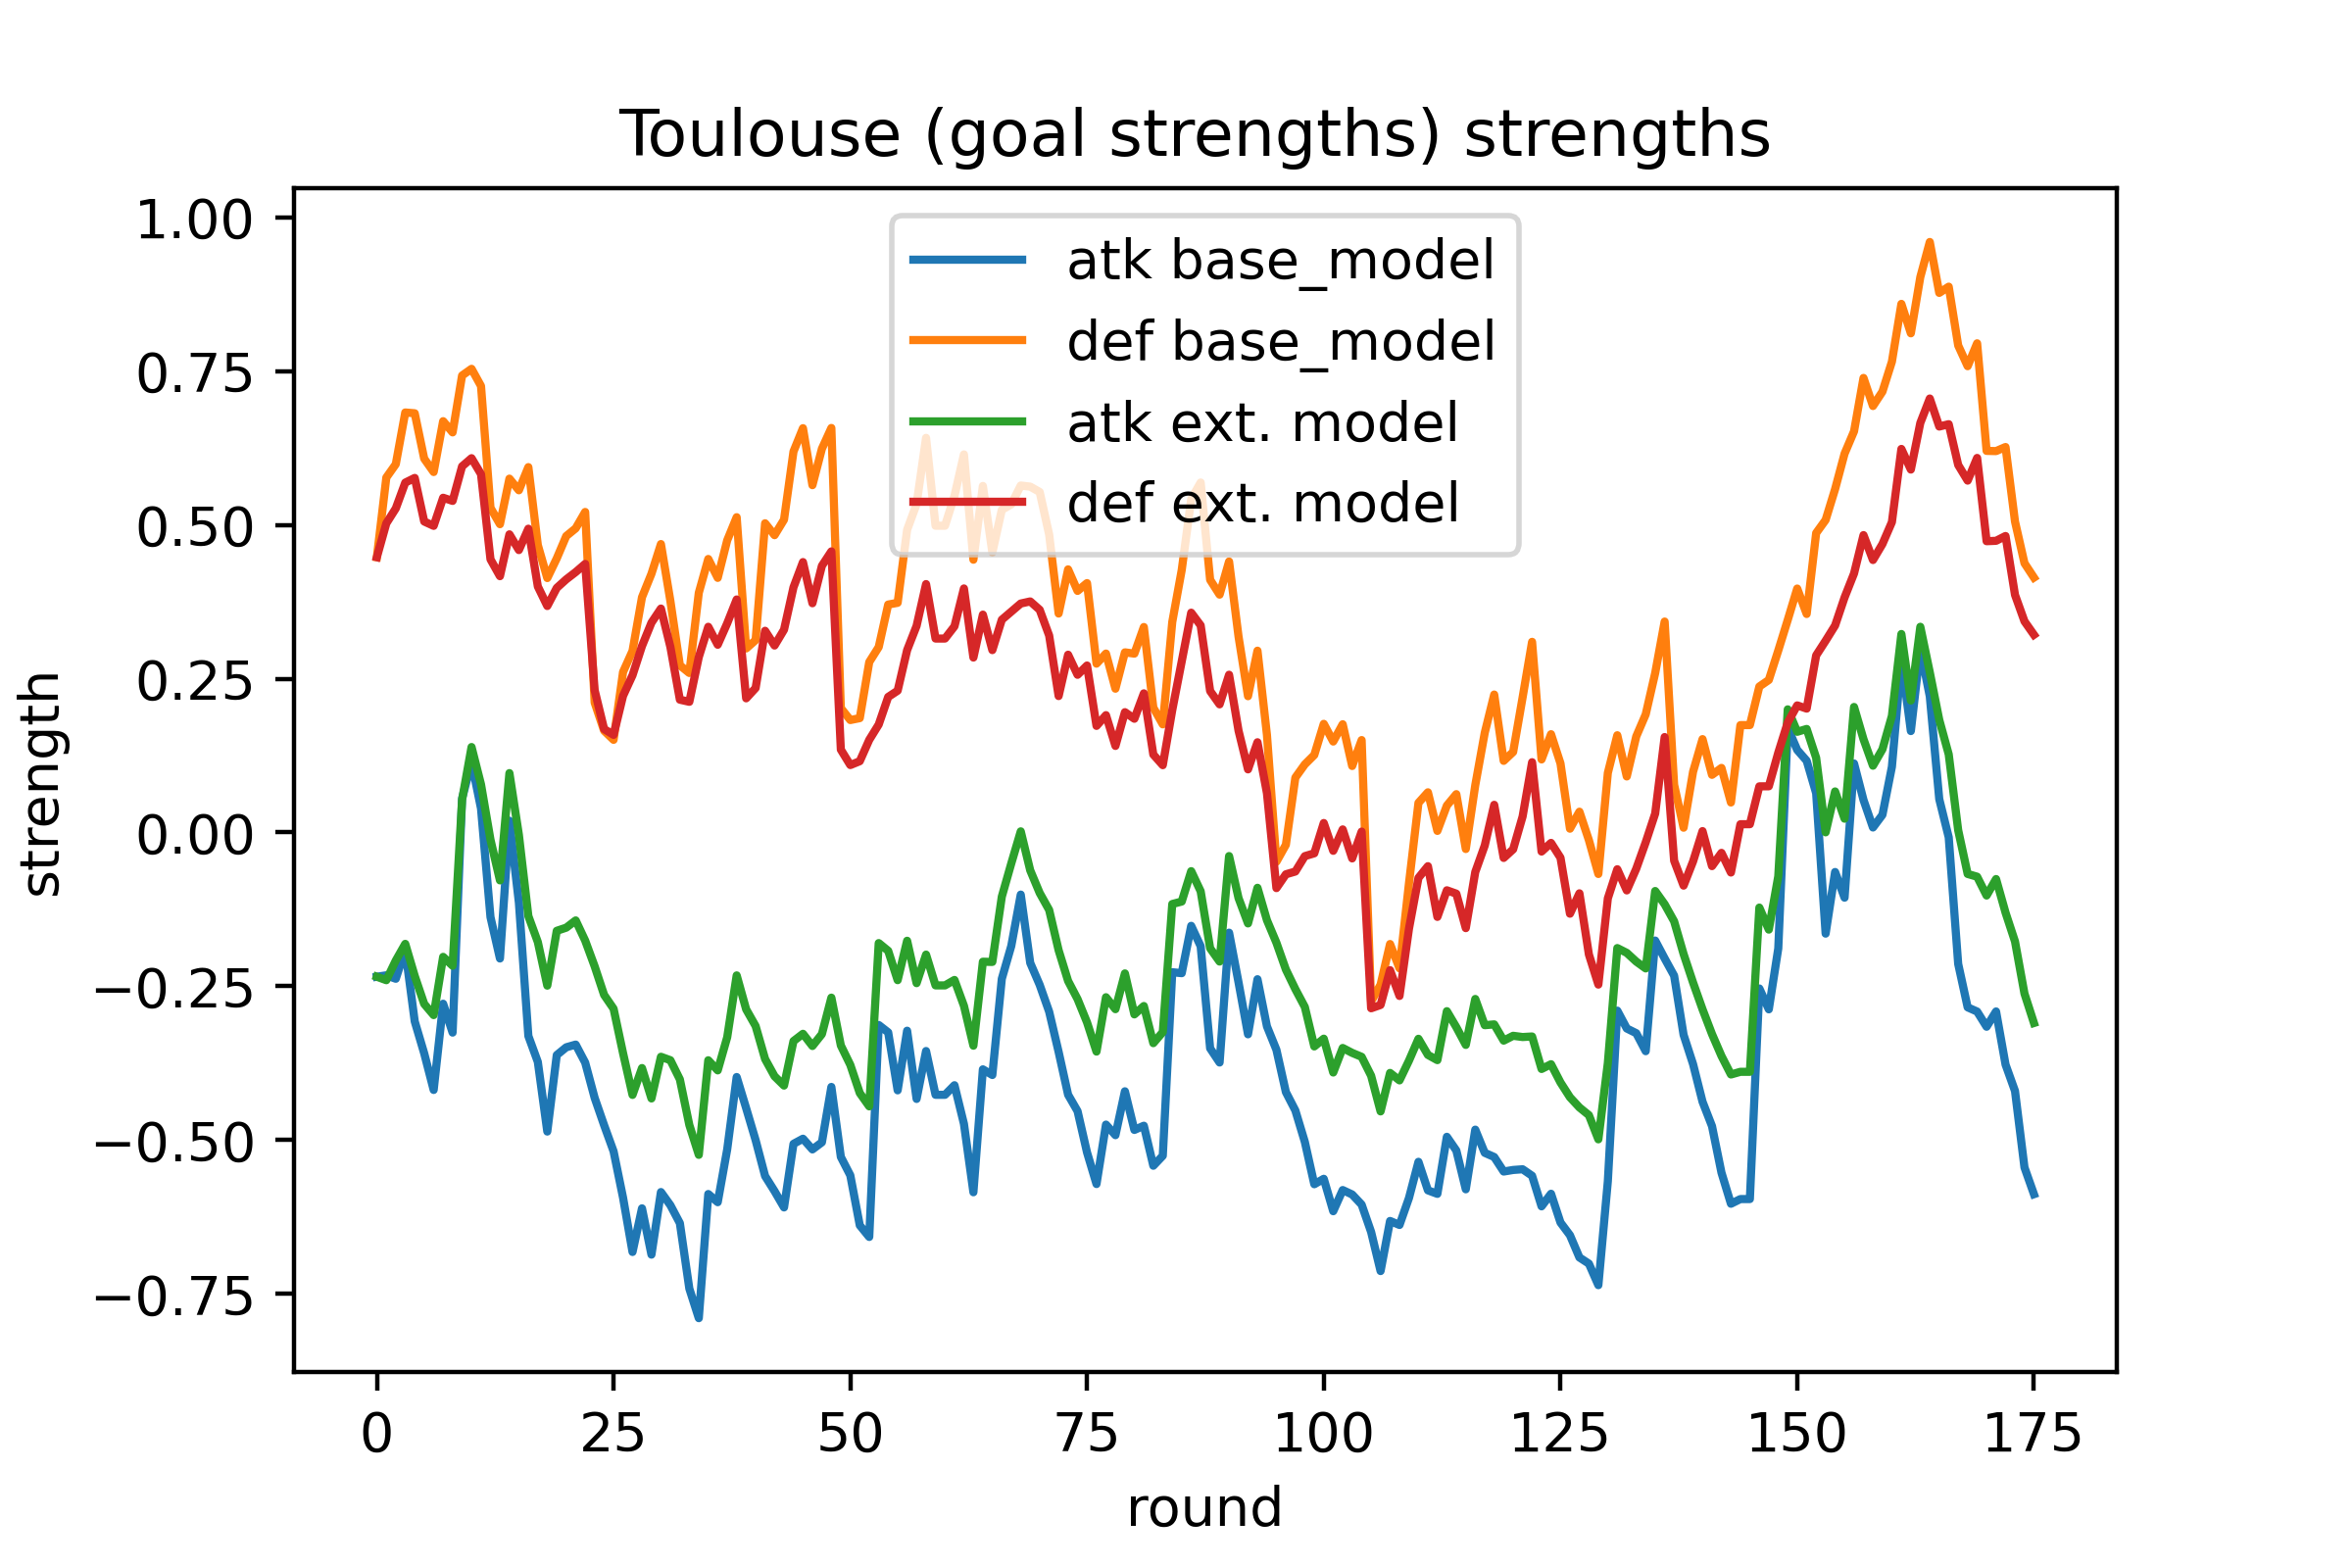 Toulouse (goal strengths) strengths
atk base_model
def base_model
atk ext. model
def ext. model
1.00
0.75
0.50
0.25
0.00
−0.25
−0.50
−0.75
strength
0 25 50 75 100 125 150 175
round